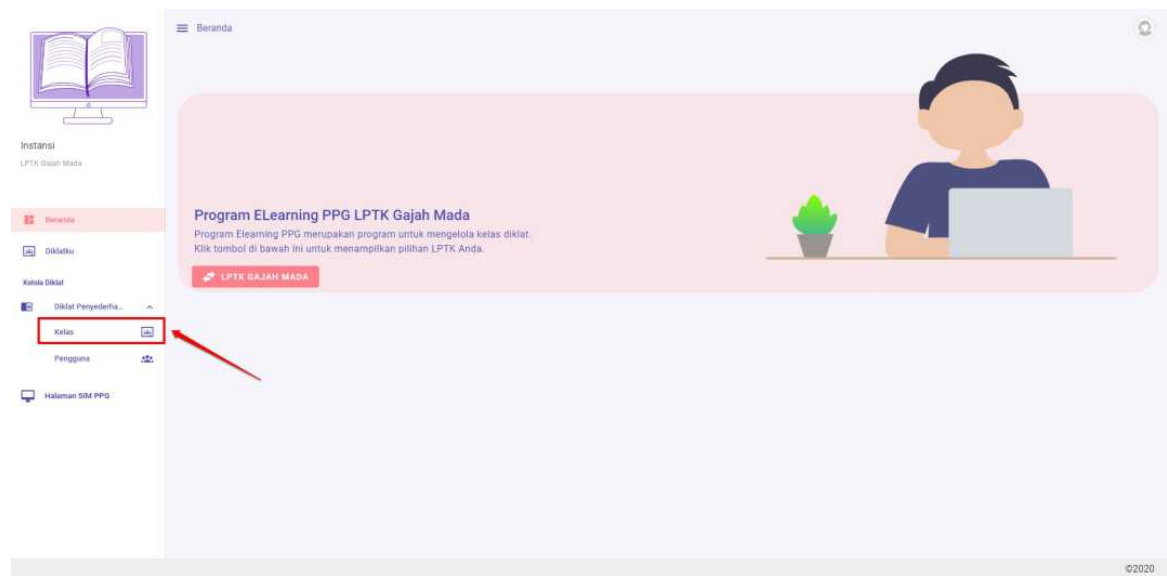 Beranda
Instansi
LPTK Gajah Mada
Beranda
Diklatku
Kelola Diklat
Diklat Penyederha...
Kelas
Pengguna
Halaman SIM PPG
Program ELearning PPG LPTK Gajah Mada
Program Elearning PPG merupakan program untuk mengelola kelas diklat.
Klik tombol di bawah ini untuk menampilkan pilihan LPTK Anda.
LPTK GAJAH MADA
©2020